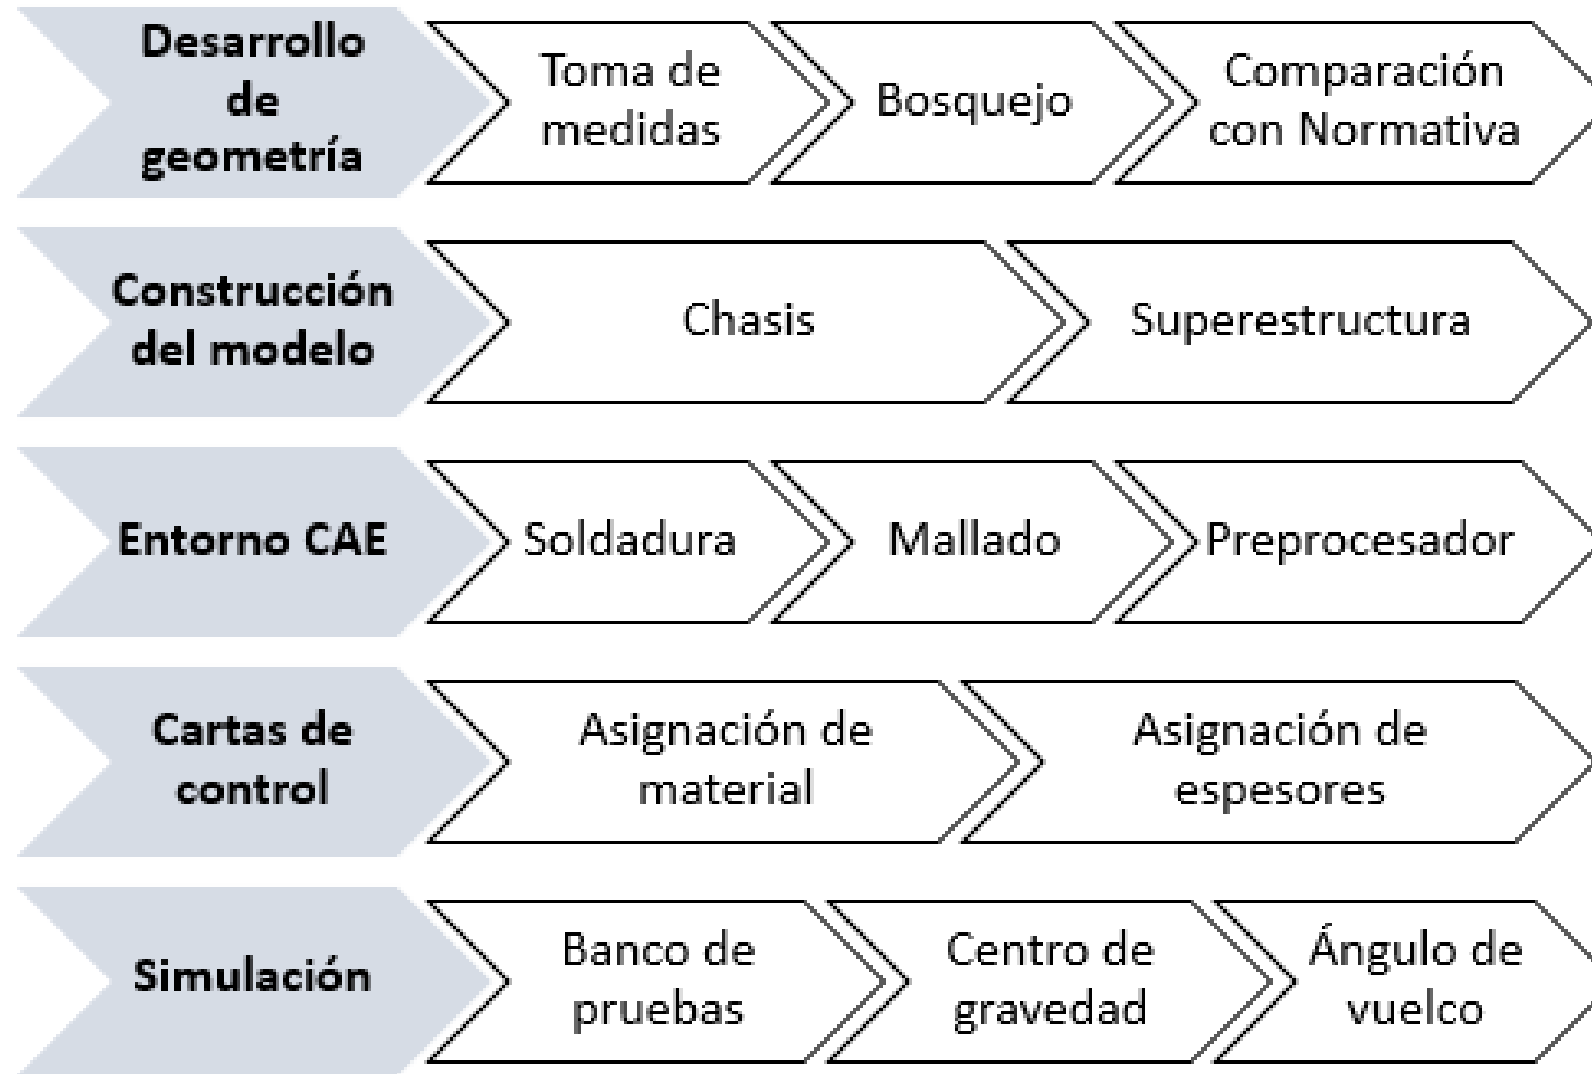 Desarrollo
de
geometría
Toma de
medidas
Bosquejo
Comparación
con Normativa
Construcción
del modelo
Chasis
Superestructura
Entorno CAE
Soldadura
Mallado
Preprocesador
Cartas de
control
Asignación de
material
Asignación de
espesores
Simulación
Banco de
pruebas
Centro de
gravedad
Ángulo de
vuelco